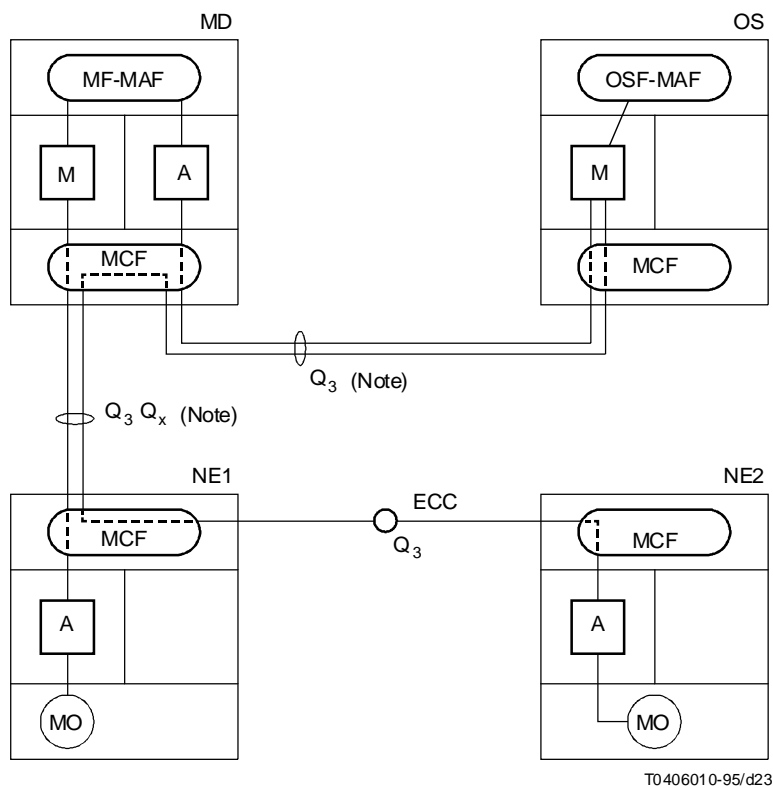 MD
OS
MF-MAF
OSF-MAF
M
A
M
MCF
MCF
Q3 (Note)
Q3 Qx (Note)
NE1
NE2
ECC
MCF
Q3
MCF
A
A
MO
MO
T0406010-95/d23